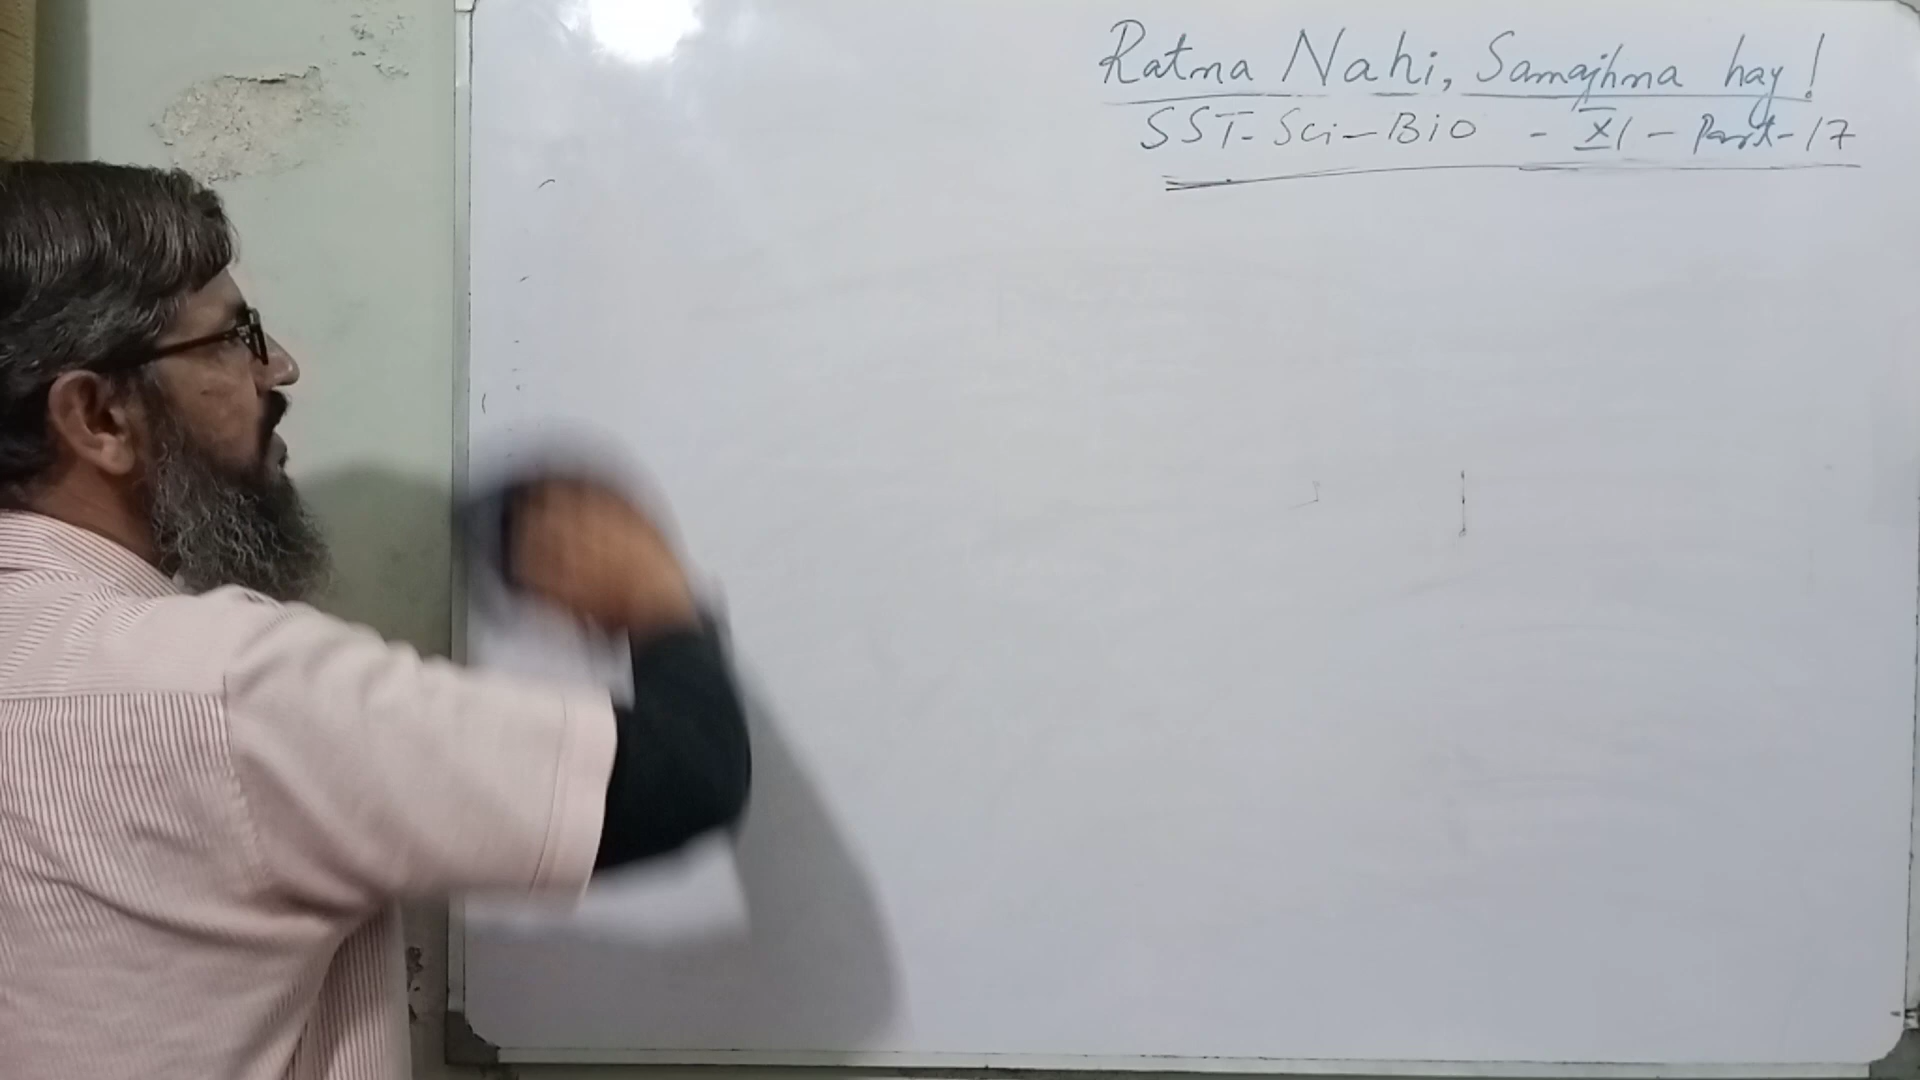 Ratna Nahi, Samajhna hay!
SST-Sci-BiO - XI - Part-17